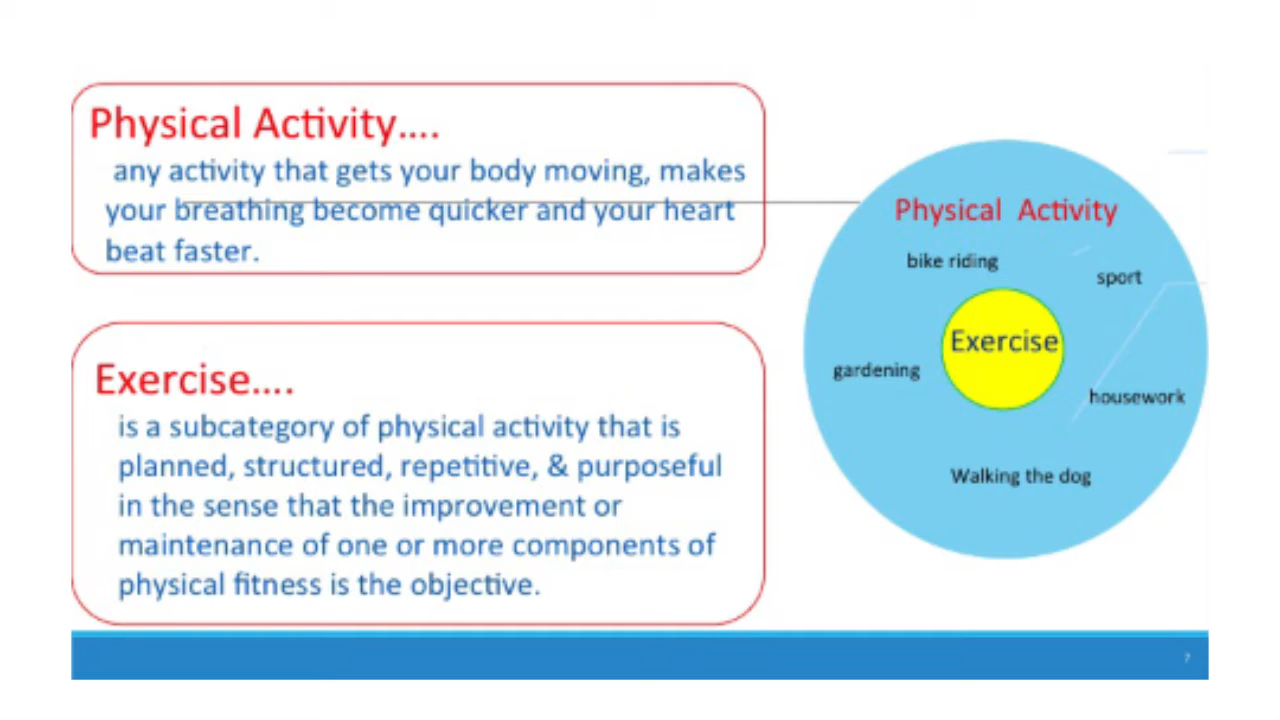 Physical Activity….
any activity that gets your body moving, makes
your breathing become quicker and your heart
beat faster.
Exercise….
is a subcategory of physical activity that is
planned, structured, repetitive, & purposeful
in the sense that the improvement or
maintenance of one or more components of
physical fitness is the objective.
Physical Activity
bike riding
sport
Exercise
gardening
housework
Walking the dog
7